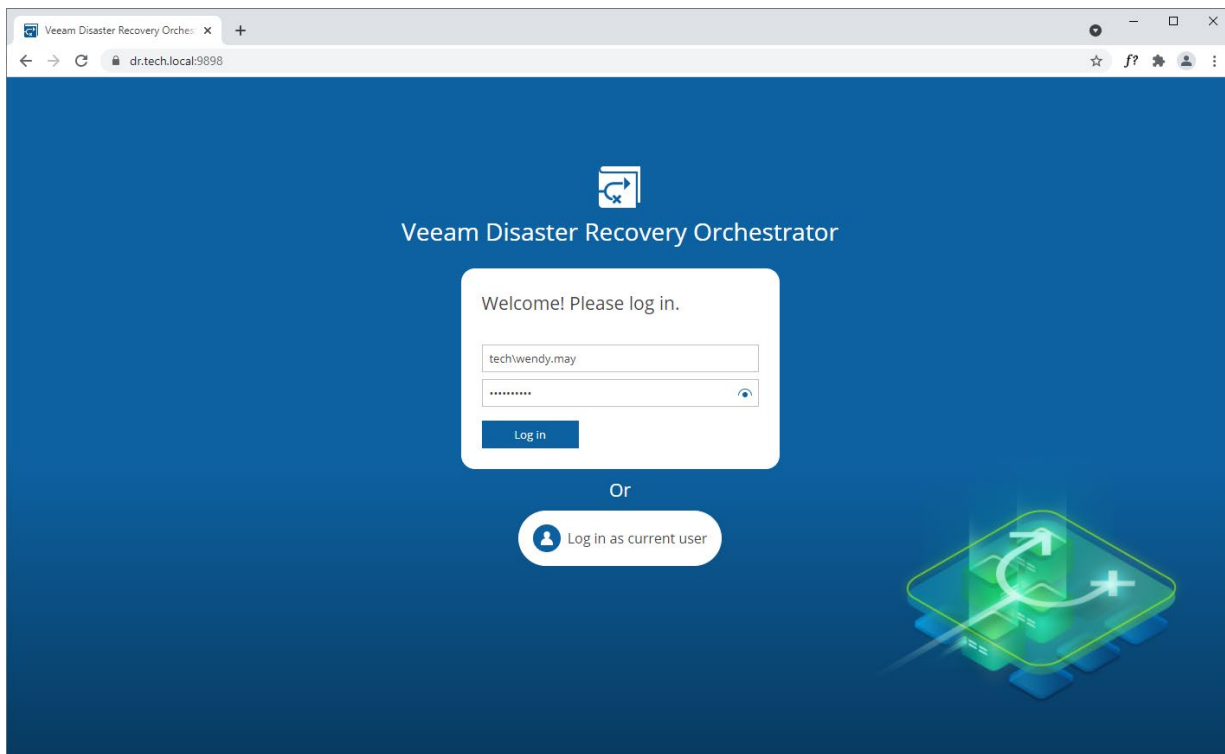 Veeam Disaster Recovery Orches
dr.tech.local:9898
f?
Veeam Disaster Recovery Orchestrator
Welcome! Please log in.
tech\wendy.may
••••••••••
Log in
Or
Log in as current user